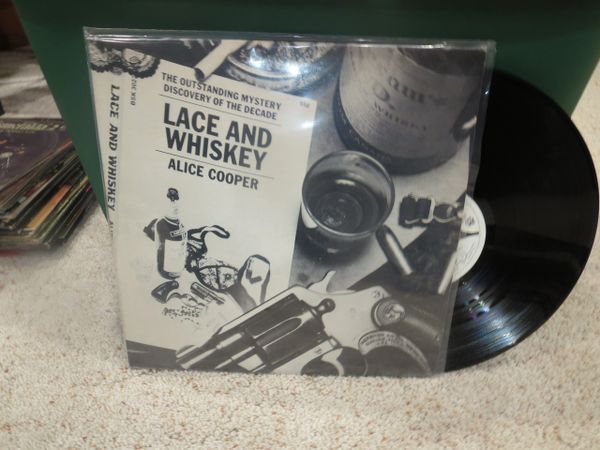 THE OUTSTANDING MYSTERY
DISCOVERY OF THE DECADE
LACE AND
WHISKEY
ALICE COOPER
LACE AND WHISKEY
WHISKY